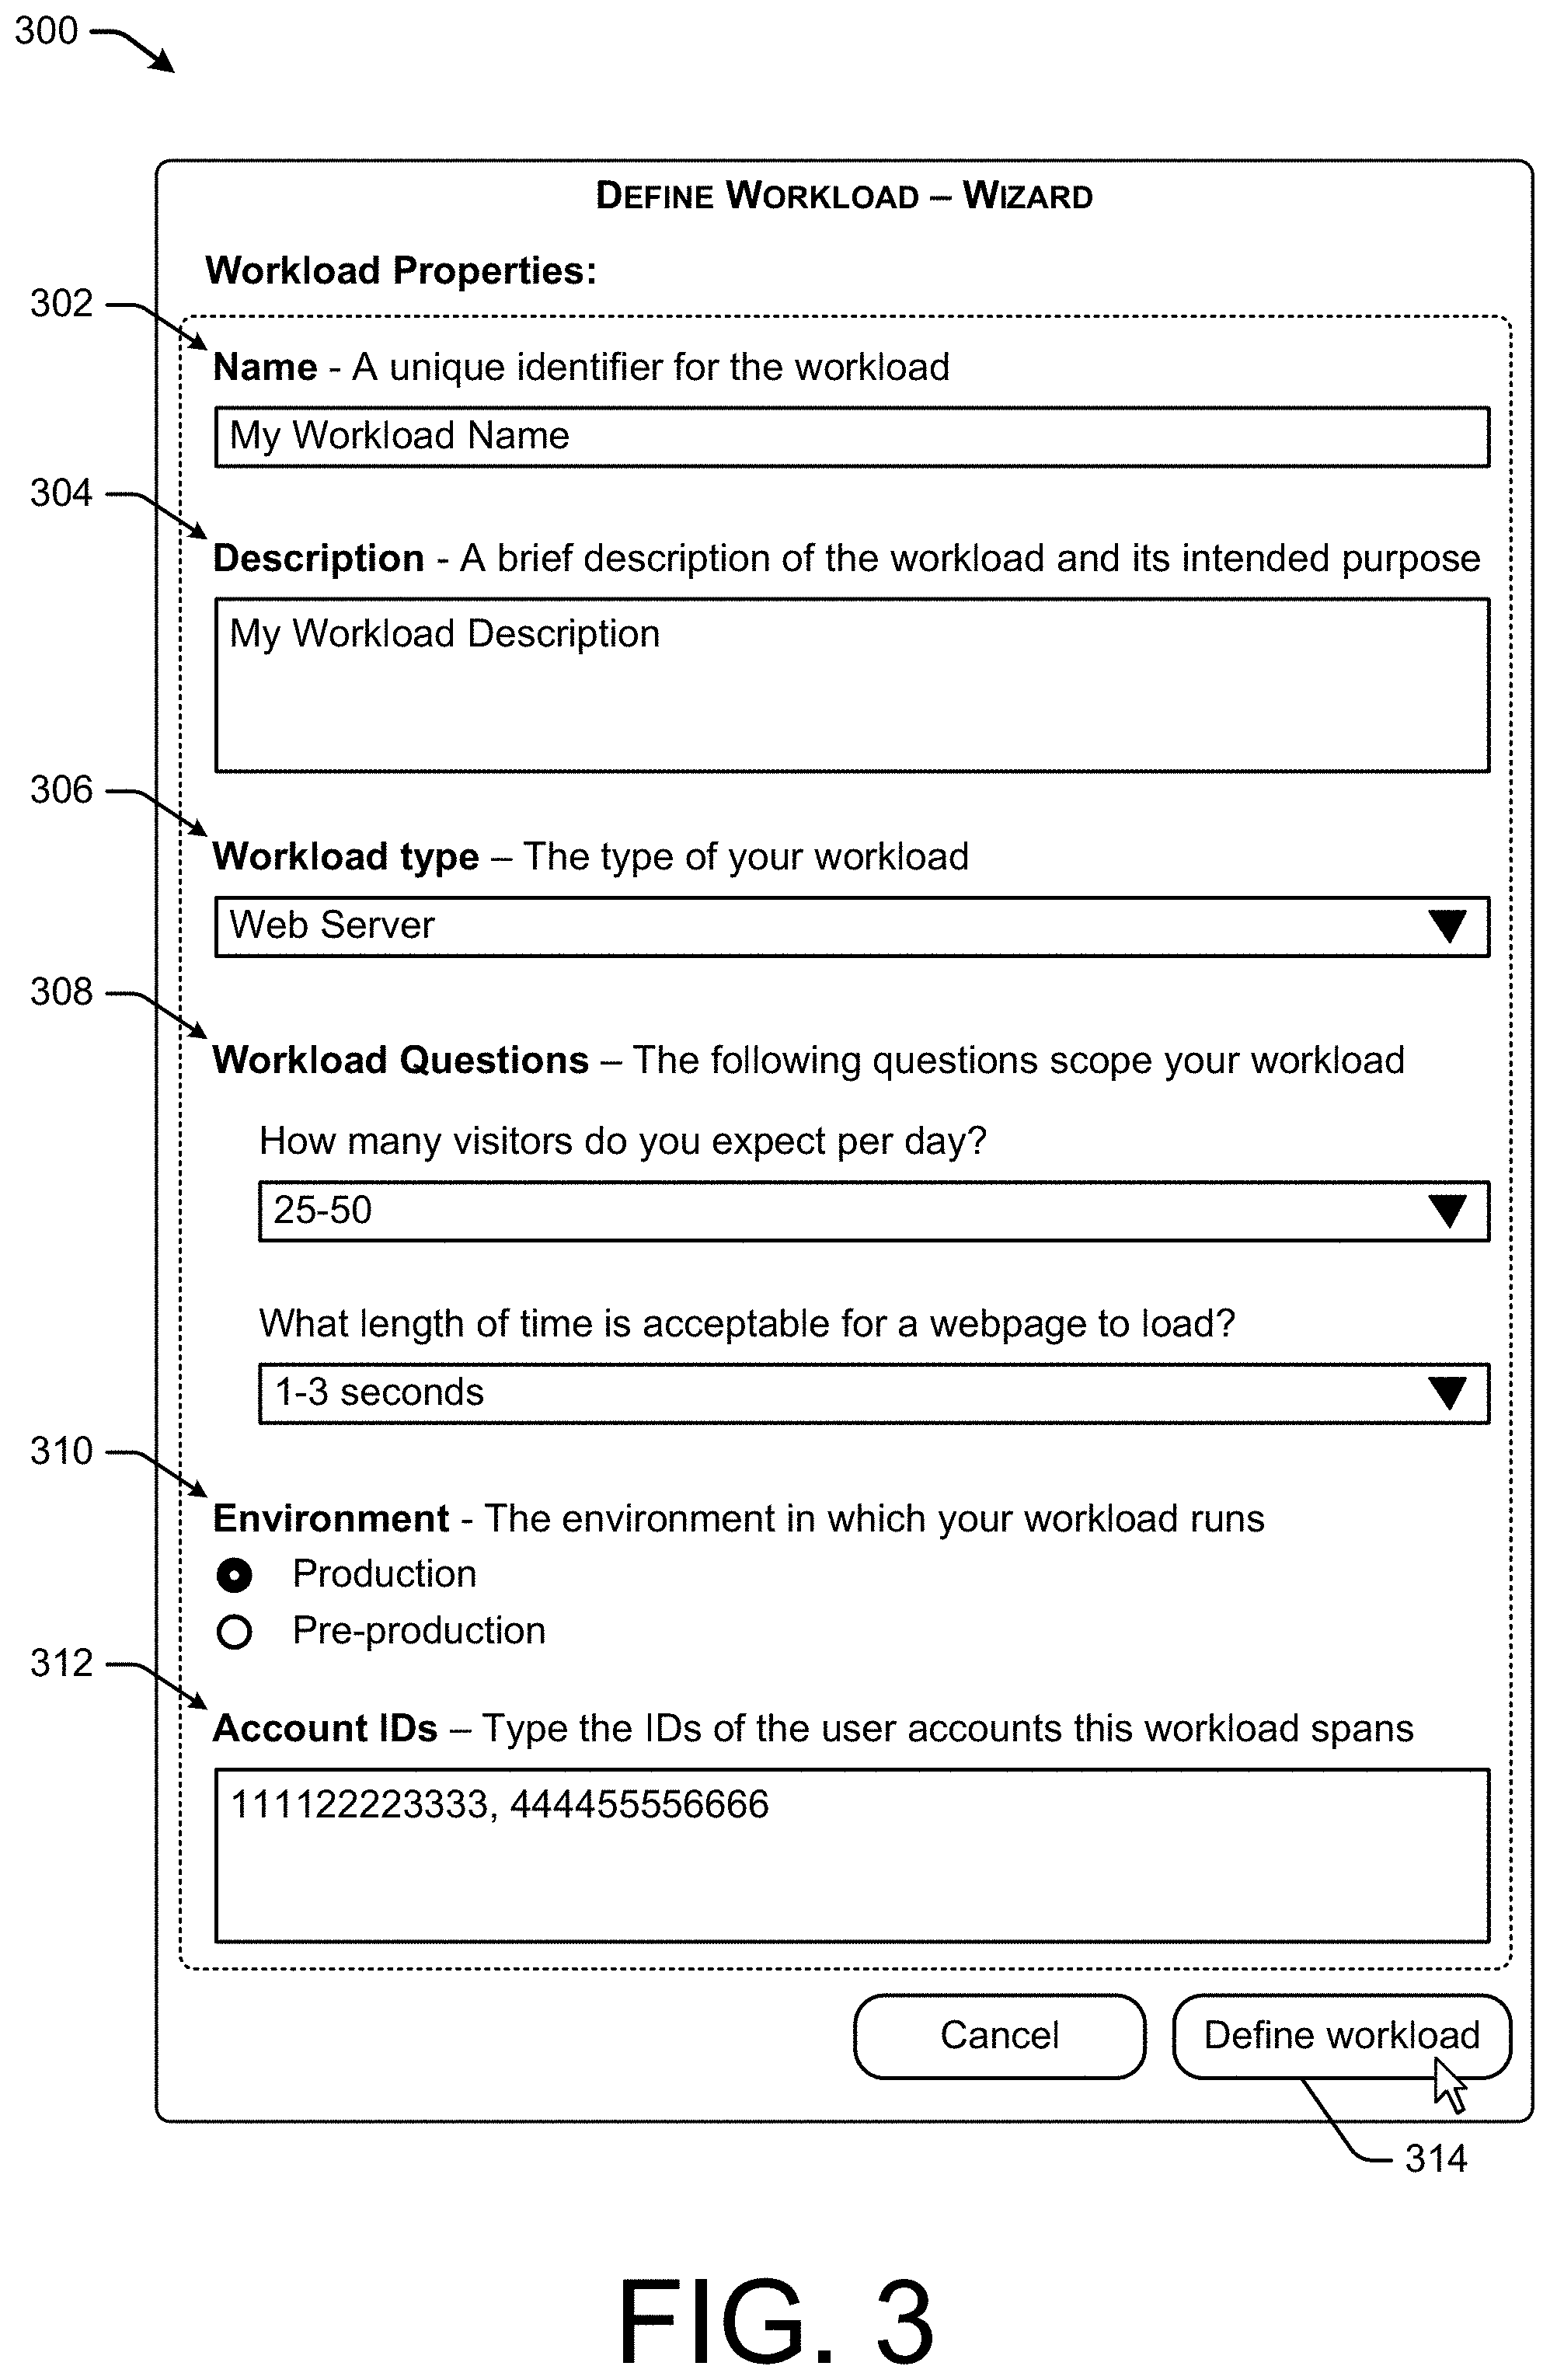 300
DEFINE WORKLOAD – WIZARD
Workload Properties:
302
Name - A unique identifier for the workload
My Workload Name
304
Description - A brief description of the workload and its intended purpose
My Workload Description
306
Workload type – The type of your workload
Web Server
308
Workload Questions – The following questions scope your workload
How many visitors do you expect per day?
25-50
What length of time is acceptable for a webpage to load?
1-3 seconds
310
Environment - The environment in which your workload runs
Production
Pre-production
312
Account IDs – Type the IDs of the user accounts this workload spans
111122223333, 444455556666
Cancel
Define workload
314
FIG. 3